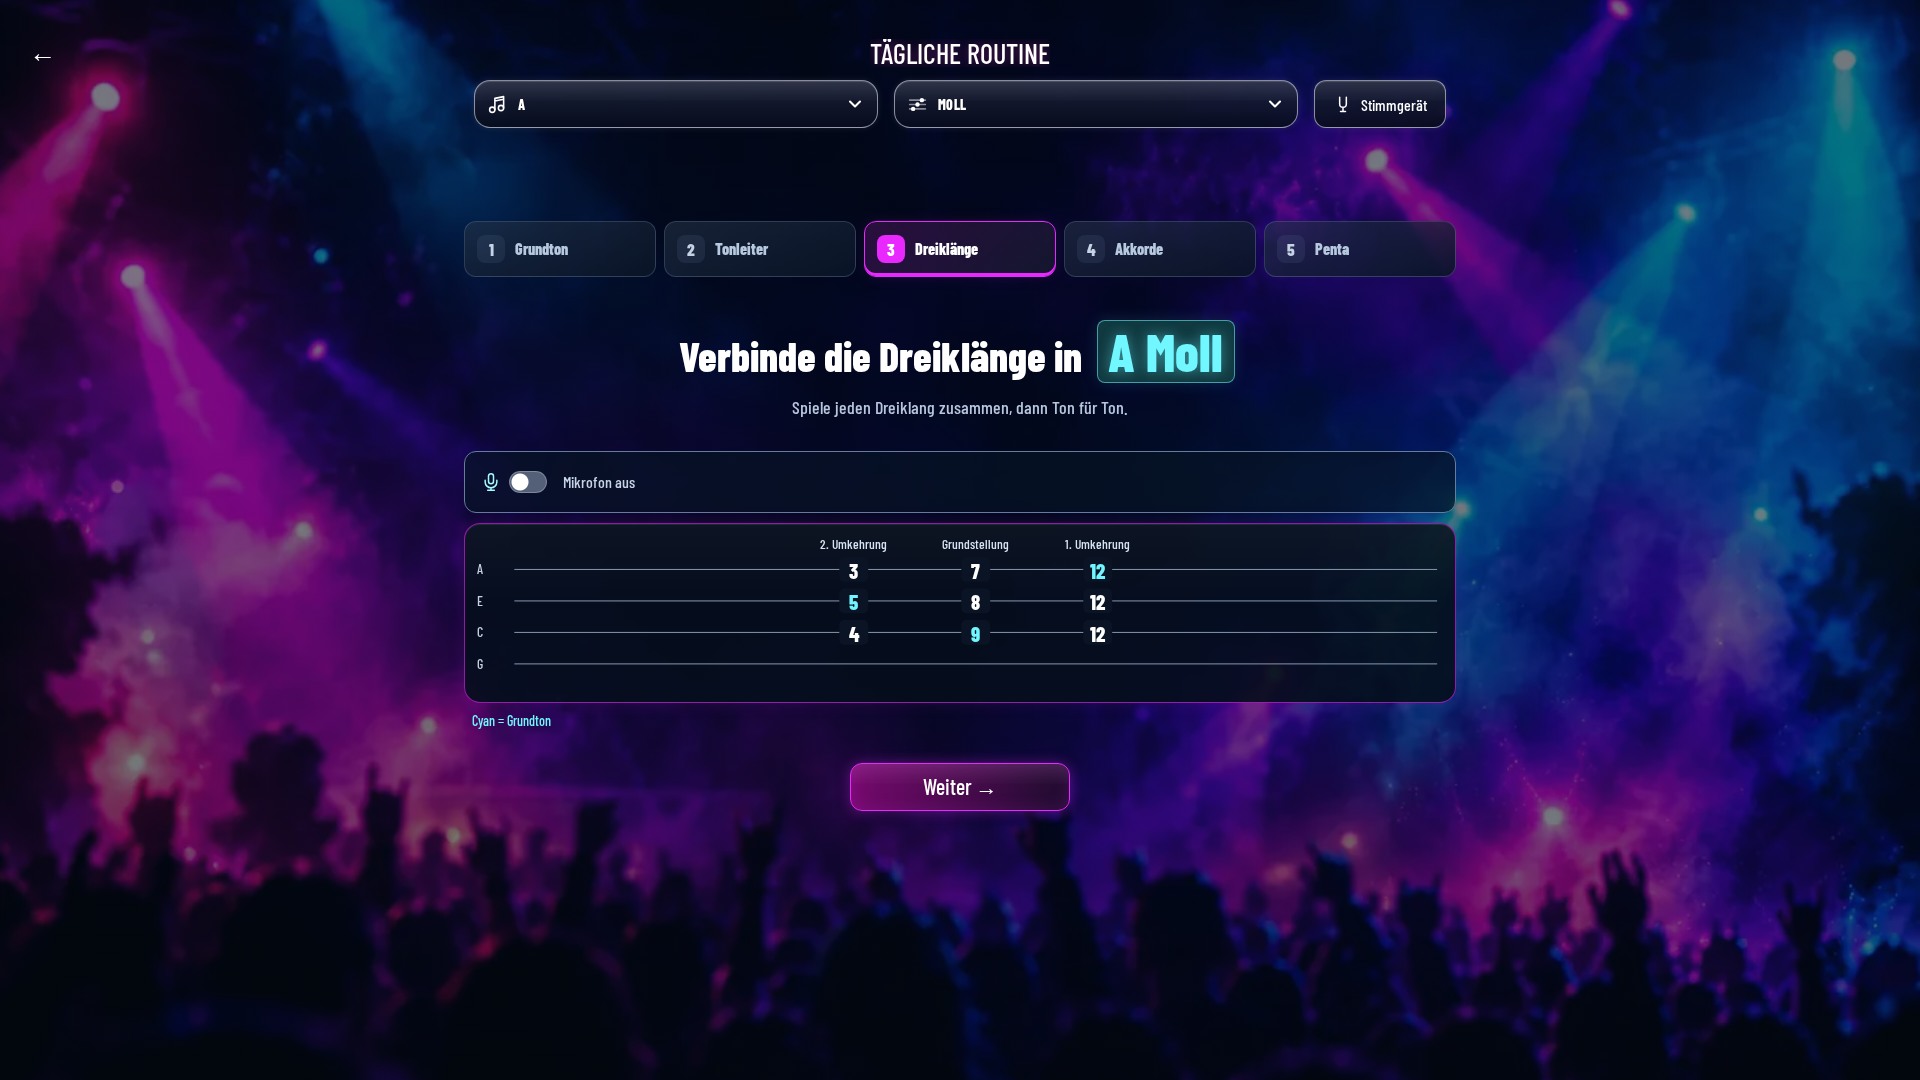 ←
TÄGLICHE ROUTINE
A
MOLL
Stimmgerät
1 Grundton
2 Tonleiter
3 Dreiklänge
4 Akkorde
5 Penta
Verbinde die Dreiklänge in A Moll
Spiele jeden Dreiklang zusammen, dann Ton für Ton.
Mikrofon aus
2. Umkehrung Grundstellung 1. Umkehrung
A 3 7 12
E 5 8 12
C 4 9 12
G
Cyan = Grundton
Weiter →